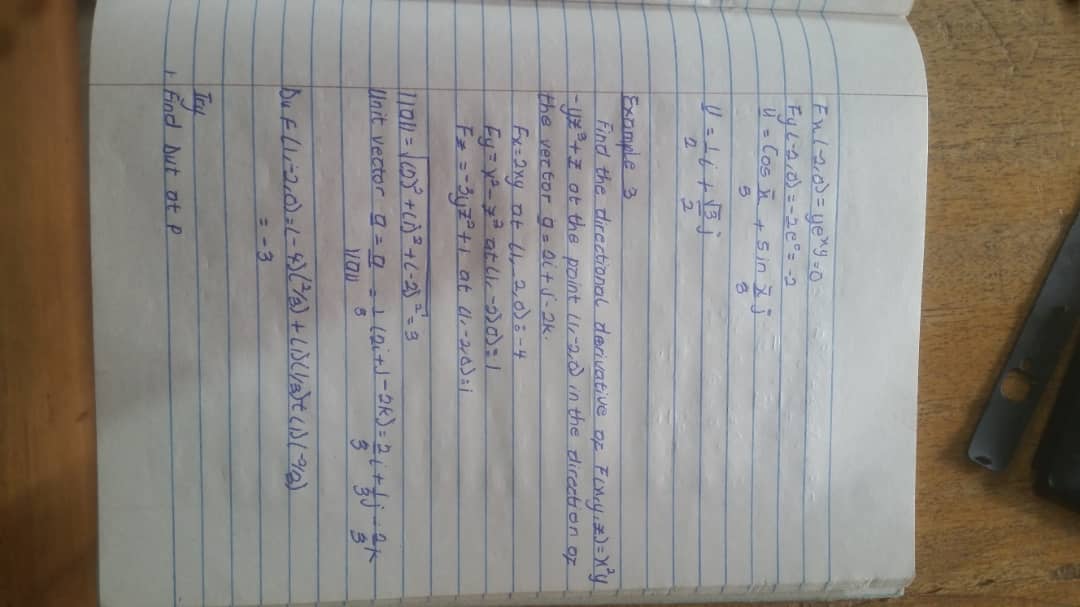 Fx(-2,0) = ye^xy = 0
Fy(-2,0) = -2e° = -2
u = Cos π/3 + Sin π/3 j
U = 1/2 i + √3/2 j
Example 3
Find the directional derivative of F(x,y,z) = x²y
- yz³ + z at the point (1,-2,0) in the direction of
the vector a = 2i + j - 2k.
Fx = 2xy at (1,-2,0) = -4
Fy = x² - z³ at (1,-2,0) = 1
Fz = -3yz² + 1 at (1,-2,0) = 1
||a|| = √(2)² + (1)² + (-2)² = 3
Unit vector a = a/||a|| = 1/3 (2i + j - 2k) = 2/3 i + 1/3 j - 2/3 k
Du F (1,-2,0) = (-4)(2/3) + (1)(1/3) + (1)(-2/3)
= -3
Try
1. Find Duf at P